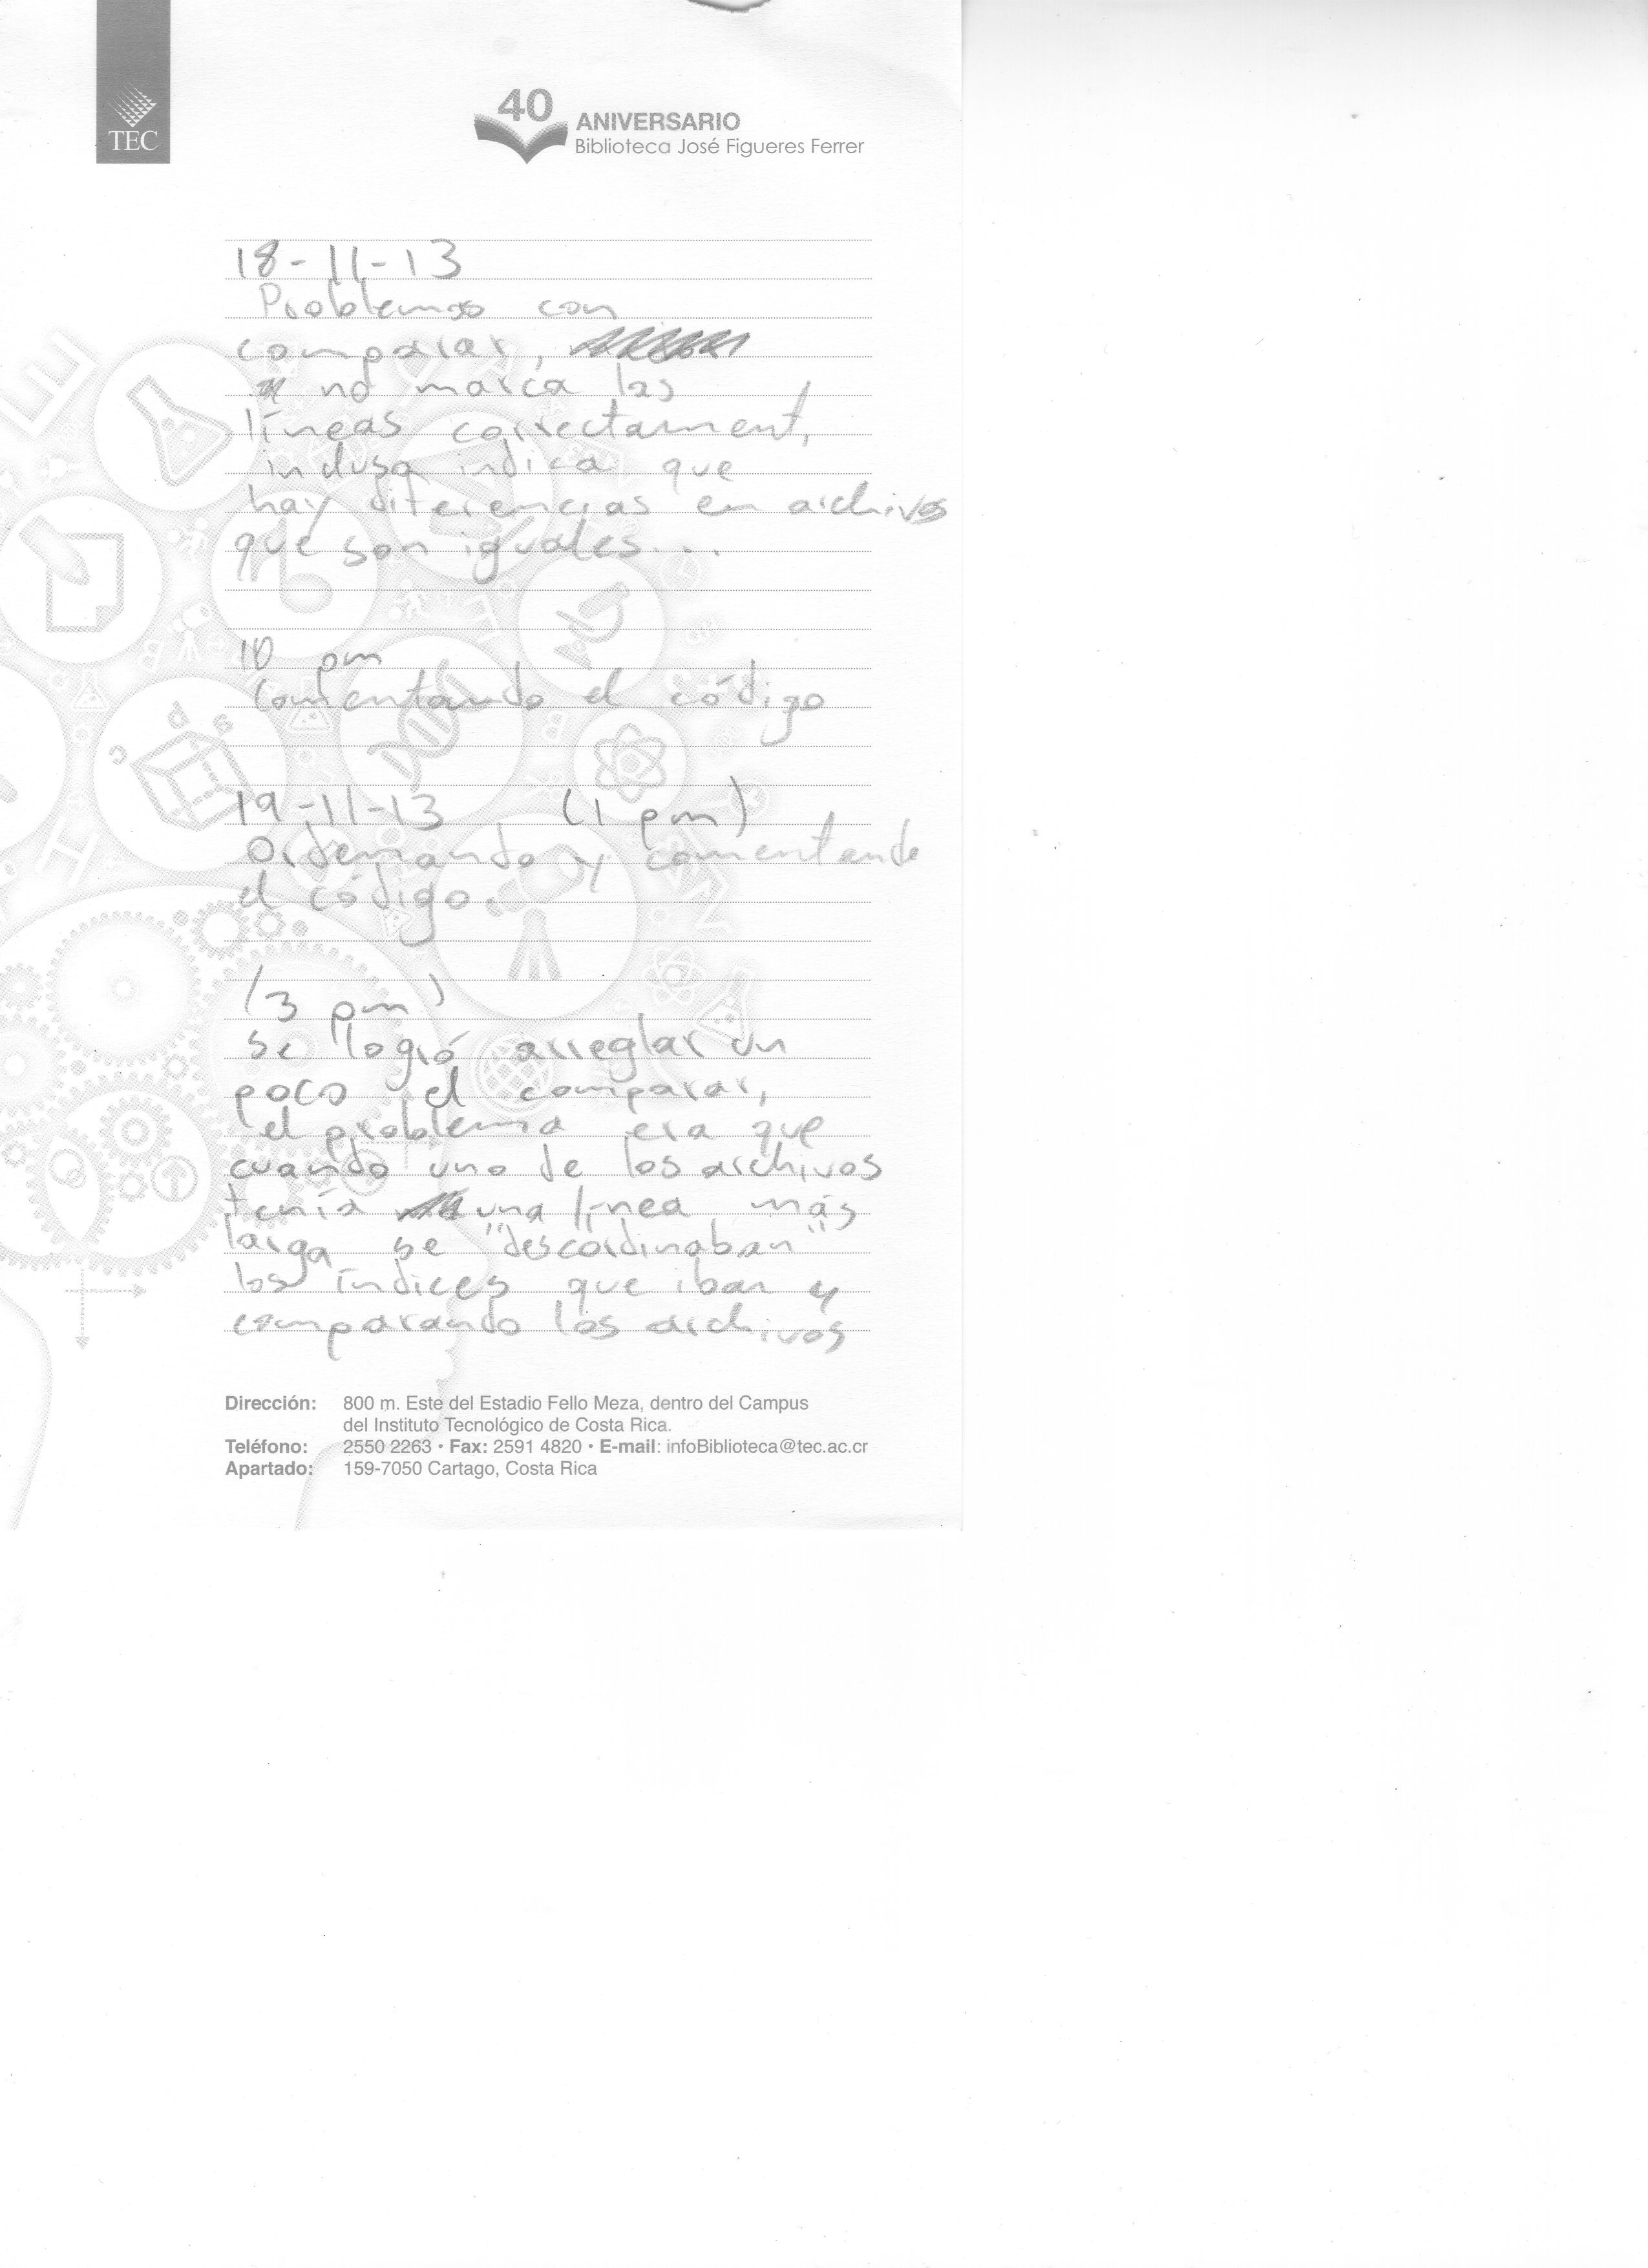 TEC
40
ANIVERSARIO
Biblioteca José Figueres Ferrer
18-11-13
Problemas con
comparar,
no marca las
líneas correctament,
incluso indica que
hay diferencias en archivos
que son iguales...
10 pm
Comentando el código
19-11-13 (1 pm)
Ordenando y comentando
el código.
(3 pm)
se logró arreglar un
poco el comparar,
el problema era que
cuando uno de los archivos
tenía una línea más
larga se "descordinaban"
los índices que iban y
comparando los archivos
Dirección: 800 m. Este del Estadio Fello Meza, dentro del Campus
del Instituto Tecnológico de Costa Rica.
Teléfono: 2550 2263 • Fax: 2591 4820 • E-mail: infoBiblioteca@tec.ac.cr
Apartado: 159-7050 Cartago, Costa Rica